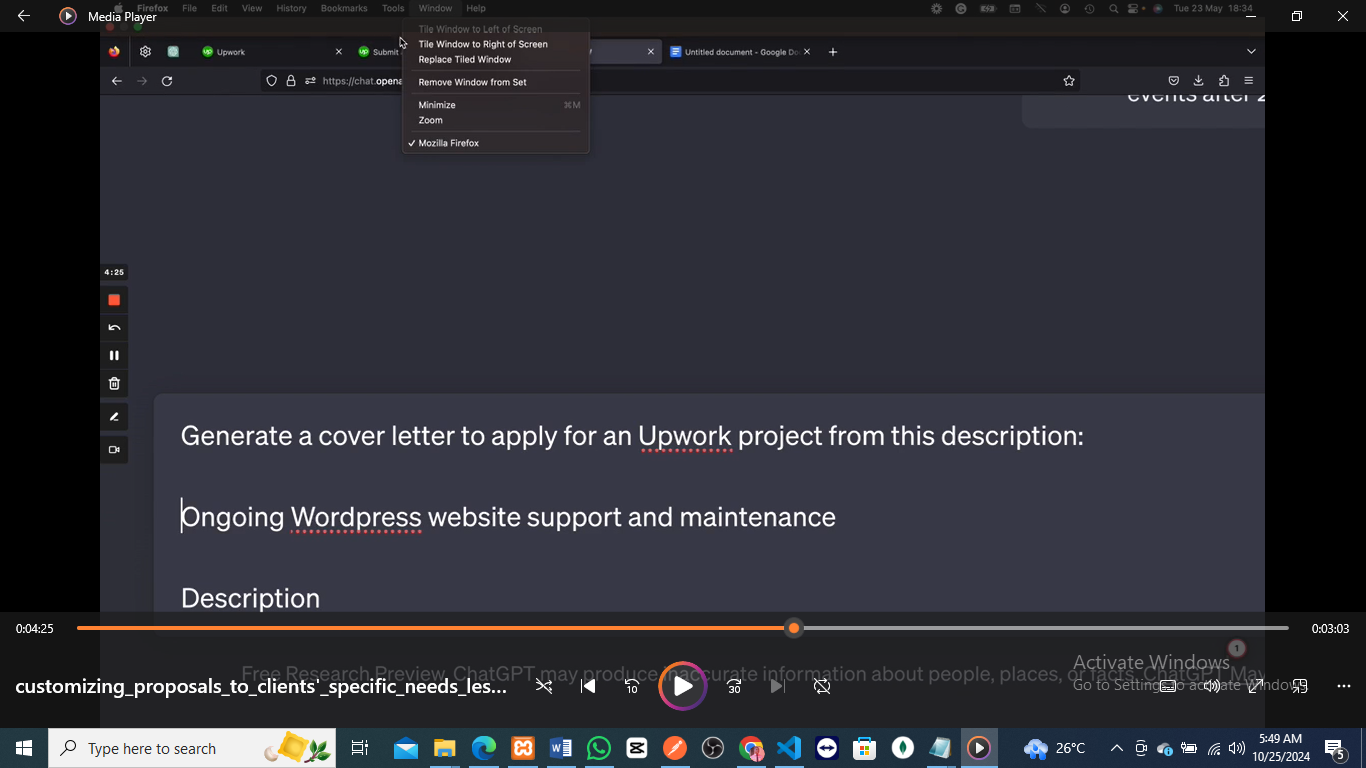 Media Player
Firefox File Edit View History Bookmarks Tools Window Help
Tue 23 May 18:34
Tile Window to Left of Screen
Tile Window to Right of Screen
Replace Tiled Window
Remove Window from Set
Minimize ⌘M
Zoom
✓ Mozilla Firefox
Upwork
Submit
Untitled document - Google Do
https://chat.opena
events after 2
4:25
Generate a cover letter to apply for an Upwork project from this description:
Ongoing Wordpress website support and maintenance
Description
0:04:25
0:03:03
Free Research Preview. ChatGPT may produce inaccurate information about people, places, or facts. ChatGPT May
1
Activate Windows
Go to Settings to activate Windows.
customizing_proposals_to_clients'_specific_needs_les...
10
30
Type here to search
26°C
5:49 AM
10/25/2024
5